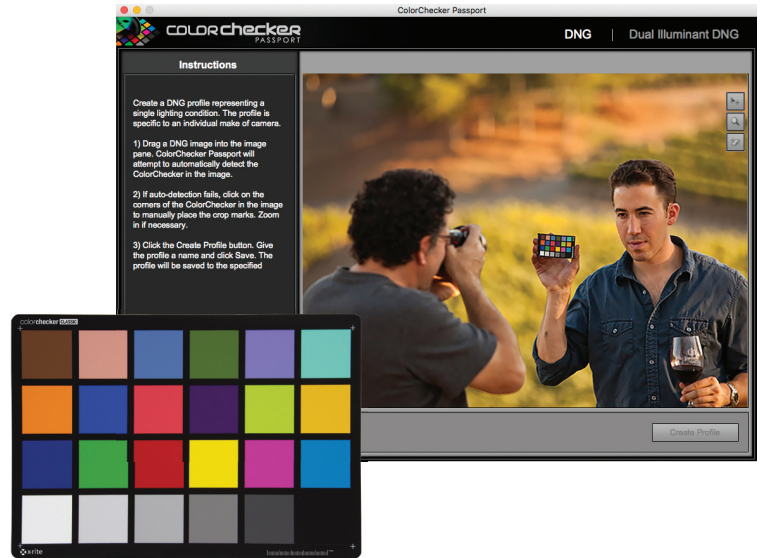 ColorChecker Passport
COLOR checker
PASSPORT
DNG | Dual Illuminant DNG
Instructions
Create a DNG profile representing a
single lighting condition. The profile is
specific to an individual make of camera.
1) Drag a DNG image into the image
pane. ColorChecker Passport will
attempt to automatically detect the
ColorChecker in the image.
2) If auto-detection fails, click on the
corners of the ColorChecker in the image
to manually place the crop marks. Zoom
in if necessary.
3) Click the Create Profile button. Give
the profile a name and click Save. The
profile will be saved to the specified
Create Profile
colorchecker CLASSIC
x-rite